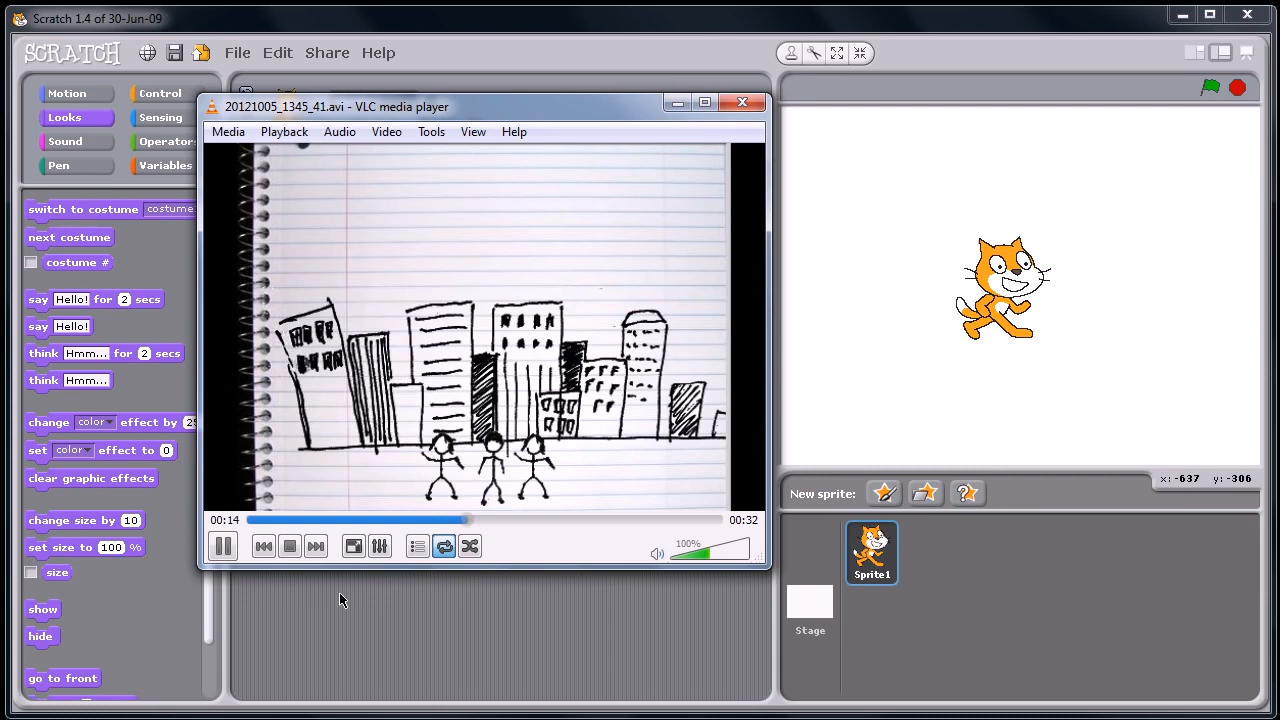 Scratch 1.4 of 30-Jun-09
SCRATCH File Edit Share Help
Motion Control
Looks Sensing
Sound Operator
Pen Variables
switch to costume costume
next costume
costume #
say Hello! for 2 secs
say Hello!
think Hmm... for 2 secs
think Hmm...
change color effect by 25
set color effect to 0
clear graphic effects
change size by 10
set size to 100 %
size
show
hide
go to front
20121005_1345_41.avi - VLC media player
Media Playback Audio Video Tools View Help
00:14 00:32
100%
x: -637 y: -306
New sprite:
Sprite1
Stage